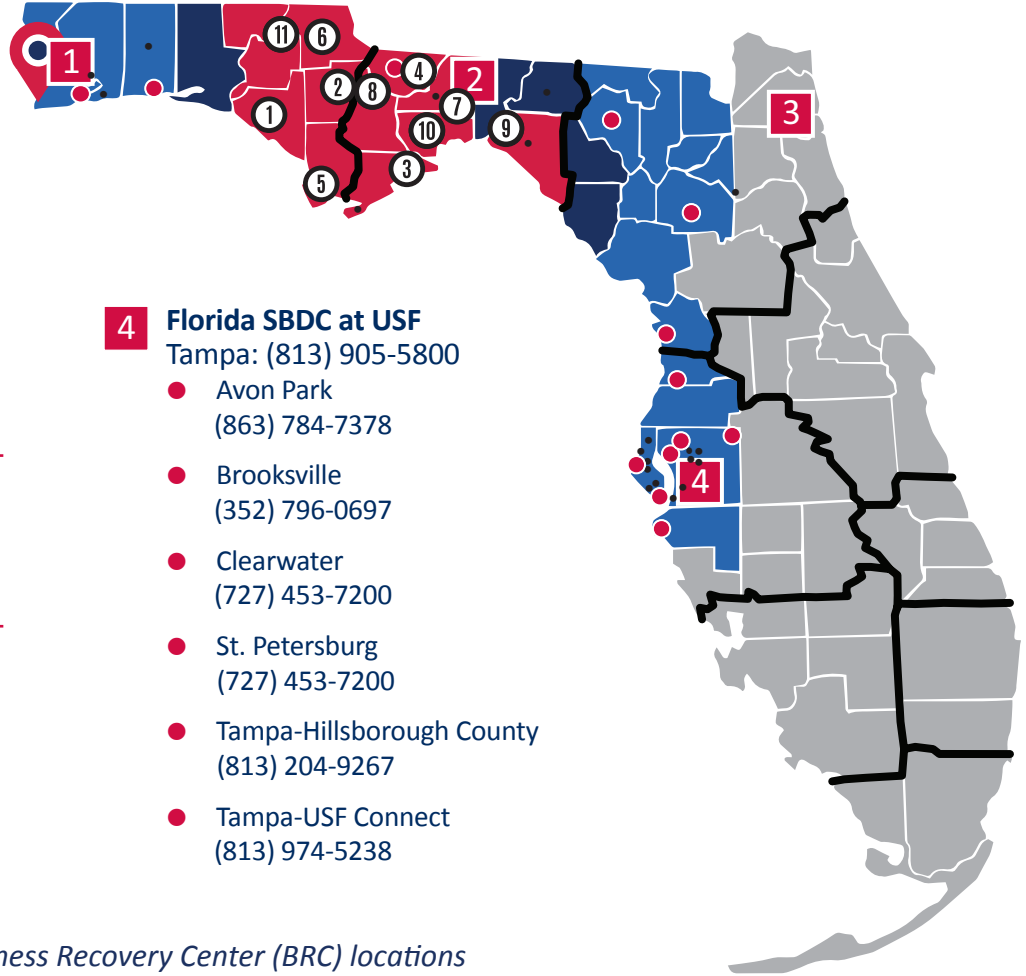 1
11
6
2
8
4
2
1
7
10
9
3
5
3
4
4
Florida SBDC at USF
Tampa: (813) 905-5800
Avon Park
(863) 784-7378
Brooksville
(352) 796-0697
Clearwater
(727) 453-7200
St. Petersburg
(727) 453-7200
Tampa-Hillsborough County
(813) 204-9267
Tampa-USF Connect
(813) 974-5238
ness Recovery Center (BRC) locations